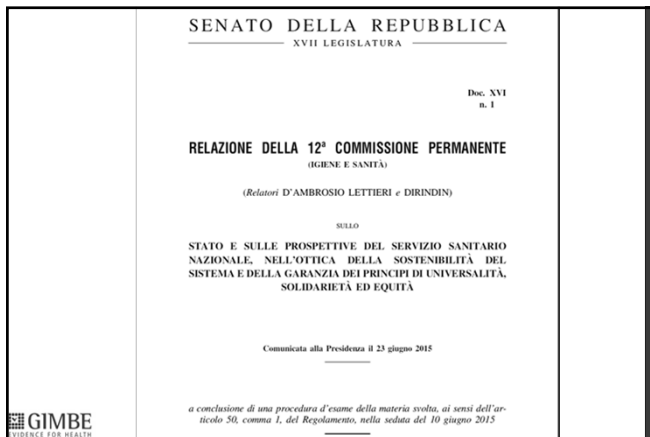 SENATO DELLA REPUBBLICA
XVII LEGISLATURA
Doc. XVI
n. 1
RELAZIONE DELLA 12ª COMMISSIONE PERMANENTE
(IGIENE E SANITÀ)
(Relatori D'AMBROSIO LETTIERI e DIRINDIN)
SULLO
STATO E SULLE PROSPETTIVE DEL SERVIZIO SANITARIO
NAZIONALE, NELL'OTTICA DELLA SOSTENIBILITÀ DEL
SISTEMA E DELLA GARANZIA DEI PRINCIPI DI UNIVERSALITÀ,
SOLIDARIETÀ ED EQUITÀ
Comunicata alla Presidenza il 23 giugno 2015
a conclusione di una procedura d'esame della materia svolta, ai sensi dell'ar-
ticolo 50, comma 1, del Regolamento, nella seduta del 10 giugno 2015
GIMBE
EVIDENCE FOR HEALTH